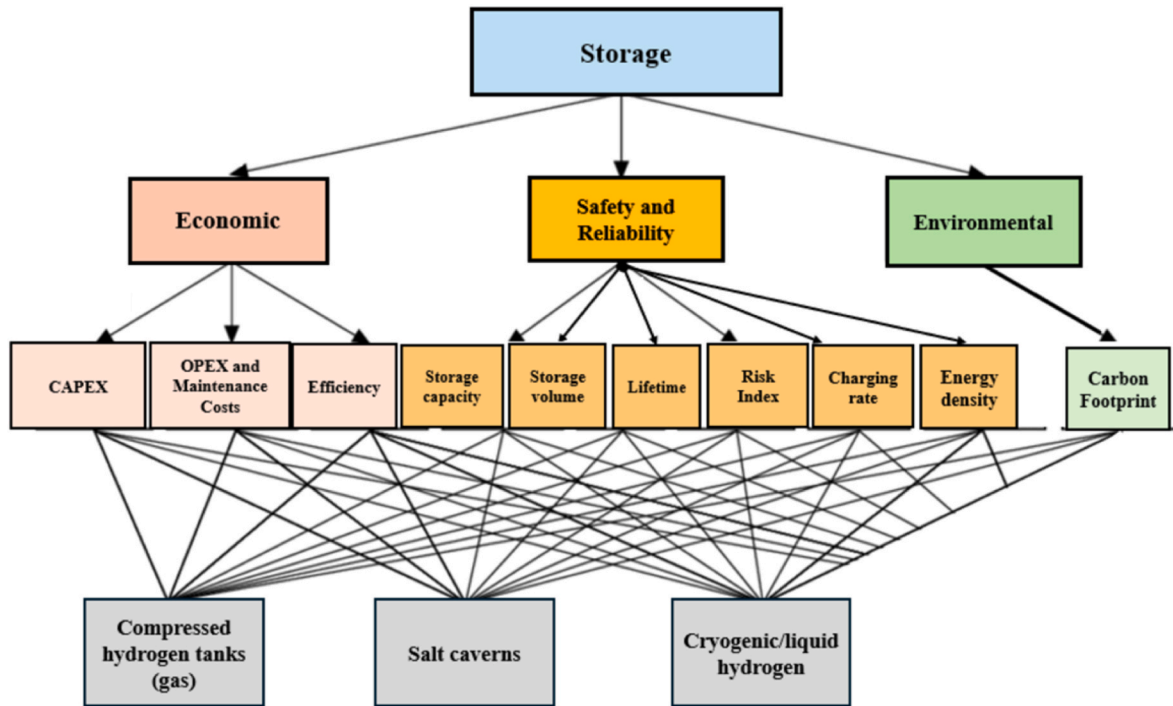 Storage
Economic
Safety and
Reliability
Environmental
CAPEX
OPEX and
Maintenance
Costs
Efficiency
Storage
capacity
Storage
volume
Lifetime
Risk
Index
Charging
rate
Energy
density
Carbon
Footprint
Compressed
hydrogen tanks
(gas)
Salt caverns
Cryogenic/liquid
hydrogen